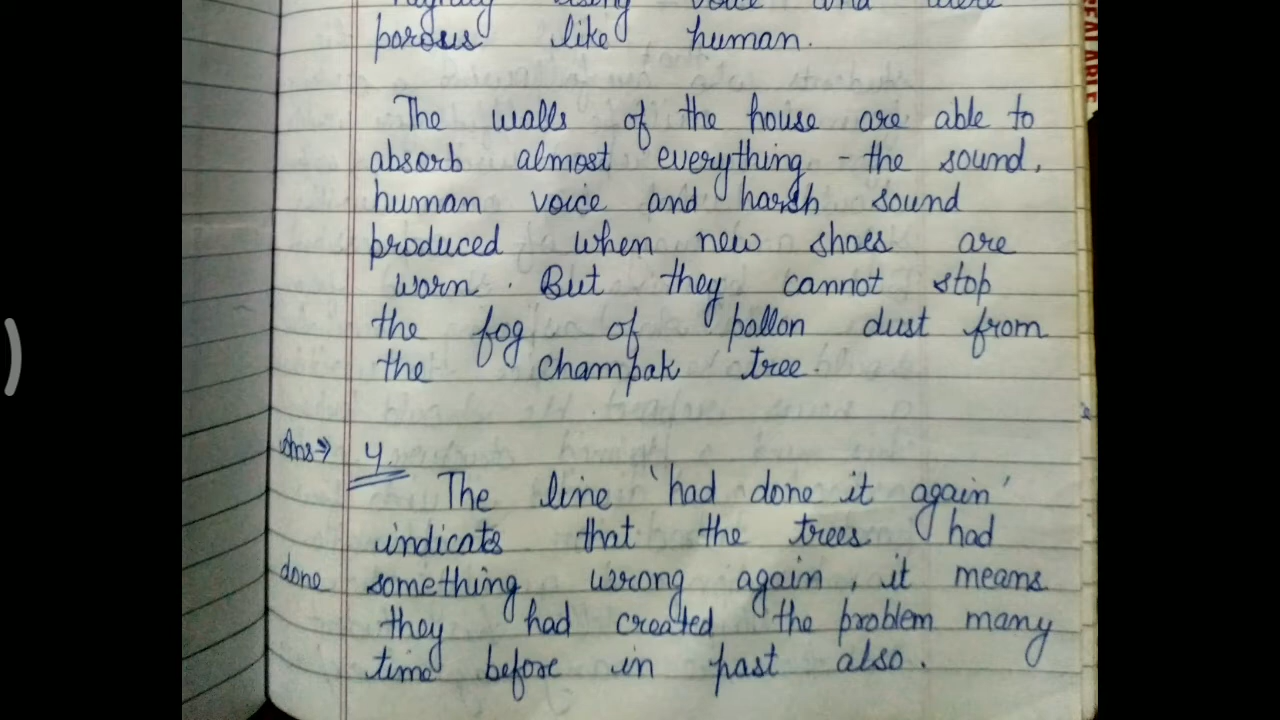 voice and were
porous like human.
The walls of the house are able to
absorb almost everything - the sound,
human voice and harsh sound
produced when new shoes are
worn. But they cannot stop
the fog of pollon dust from
the champak tree.
Ans⇒ 4.
The line 'had done it again'
indicates that the trees had
done something wrong again, it means
they had created the problem many
time before in past also.